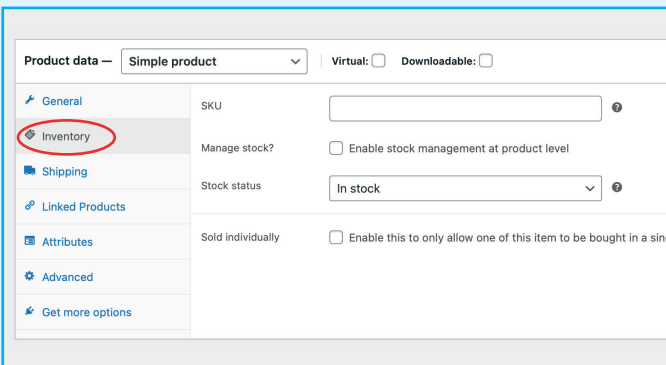 Product data — Simple product Virtual: Downloadable:
General
Inventory
Shipping
Linked Products
Attributes
Advanced
Get more options
SKU
Manage stock? Enable stock management at product level
Stock status In stock
Sold individually Enable this to only allow one of this item to be bought in a